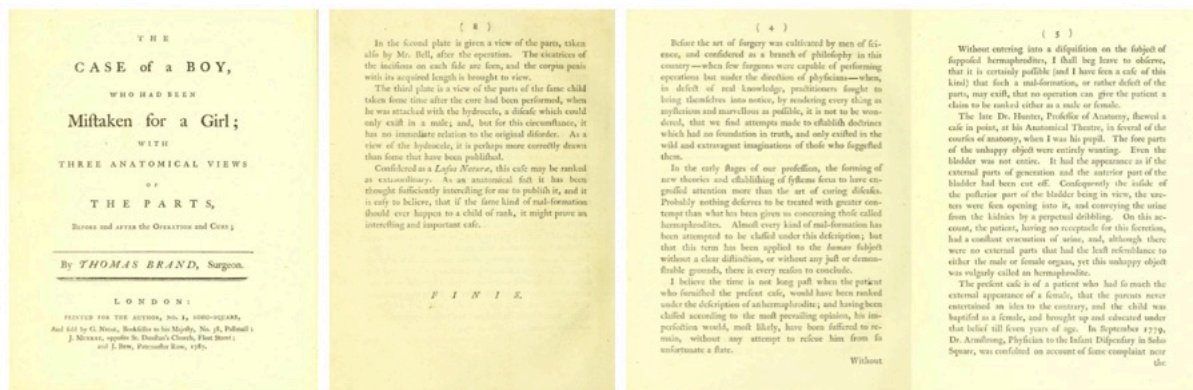 THE
CASE of a BOY,
WHO HAD BEEN
Miſtaken for a Girl;
WITH
THREE ANATOMICAL VIEWS
OF
THE PARTS,
BEFORE and AFTER the OPERATION and CURE;
By THOMAS BRAND, Surgeon.
LONDON:
PRINTED FOR THE AUTHOR, NO. 1, SOHO-SQUARE,
And ſold by G. NICOL, Bookſeller to his Majeſty, No. 58, Pallmall;
J. MURRAY, oppoſite St. Dunſtan's Church, Fleet Street;
and J. BEW, Paternoſter Row, 1787.
( 8 )
In the ſecond plate is given a view of the parts, taken
alſo by Mr. Bell, after the operation. The cicatrices of
the inciſions on each ſide are ſeen, and the corpus penis
with its acquired length is brought to view.
The third plate is a view of the parts of the ſame child
taken ſome time after the cure had been performed, when
he was attacked with the hydrocele, a diſeaſe which could
only exiſt in a male; and, but for this circumſtance, it
has no immediate relation to the original diſorder. As a
view of the hydrocele, it is perhaps more correctly drawn
than ſome that have been publiſhed.
Conſidered as a Luſus Naturæ, this caſe may be ranked
as extraordinary. As an anatomical fact it has been
thought ſufficiently intereſting for me to publiſh it, and it
is eaſy to believe, that if the ſame kind of mal-formation
ſhould ever happen to a child of rank, it might prove an
intereſting and important caſe.
F I N I S.
( 4 )
Before the art of ſurgery was cultivated by men of ſci-
ence, and conſidered as a branch of philoſophy in this
country—when few ſurgeons were capable of performing
operations but under the direction of phyſicians—when,
in defect of real knowledge, practitioners ſought to
bring themſelves into notice, by rendering every thing as
myſterious and marvellous as poſſible, it is not to be won-
dered, that we find attempts made to eſtabliſh doctrines
which had no foundation in truth, and only exiſted in the
wild and extravagant imaginations of thoſe who ſuggeſted
them.
In the early ſtages of our profeſſion, the forming of
new theories and eſtabliſhing of ſyſtems ſeem to have en-
groſſed attention more than the art of curing diſeaſes.
Probably nothing deſerves to be treated with greater con-
tempt than what has been given us concerning thoſe called
hermaphrodites. Almoſt every kind of mal-formation has
been attempted to be claſſed under this deſcription; but
that this term has been applied to the human ſubject
without a clear diſtinction, or without any juſt or demon-
ſtrable grounds, there is every reaſon to conclude.
I believe the time is not long paſt when the patient
who furniſhed the preſent caſe, would have been ranked
under the deſcription of an hermaphrodite; and having been
claſſed according to the moſt prevailing opinion, his im-
perfection would, moſt likely, have been ſuffered to re-
main, without any attempt to reſcue him from ſo
unfortunate a ſtate.
Without
( 5 )
Without entering into a diſquiſition on the ſubject of
ſuppoſed hermaphrodites, I ſhall beg leave to obſerve,
that it is certainly poſſible (and I have ſeen a caſe of this
kind) that ſuch a mal-formation, or rather defect of the
parts, may exiſt, that no operation can give the patient a
claim to be ranked either as a male or female.
The late Dr. Hunter, Profeſſor of Anatomy, ſhewed a
caſe in point, at his Anatomical Theatre, in ſeveral of the
courſes of anatomy, when I was his pupil. The fore parts
of the unhappy object were entirely wanting. Even the
bladder was not entire. It had the appearance as if the
external parts of generation and the anterior part of the
bladder had been cut off. Conſequently the inſide of
the poſterior part of the bladder being in view, the ure-
ters were ſeen opening into it, and conveying the urine
from the kidneys by a perpetual dribbling. On this ac-
count, the patient, having no receptacle for this ſecretion,
had a conſtant evacuation of urine, and, although there
were no external parts that had the leaſt reſemblance to
either the male or female organs, yet this unhappy object
was vulgarly called an hermaphrodite.
The preſent caſe is of a patient who had ſo much the
external appearance of a female, that the parents never
entertained an idea to the contrary, and the child was
baptiſed as a female, and brought up and educated under
that belief till ſeven years of age. In September 1779,
Dr. Armſtrong, Phyſician to the Infant Diſpenſary in Soho
Square, was conſulted on account of ſome complaint near
the